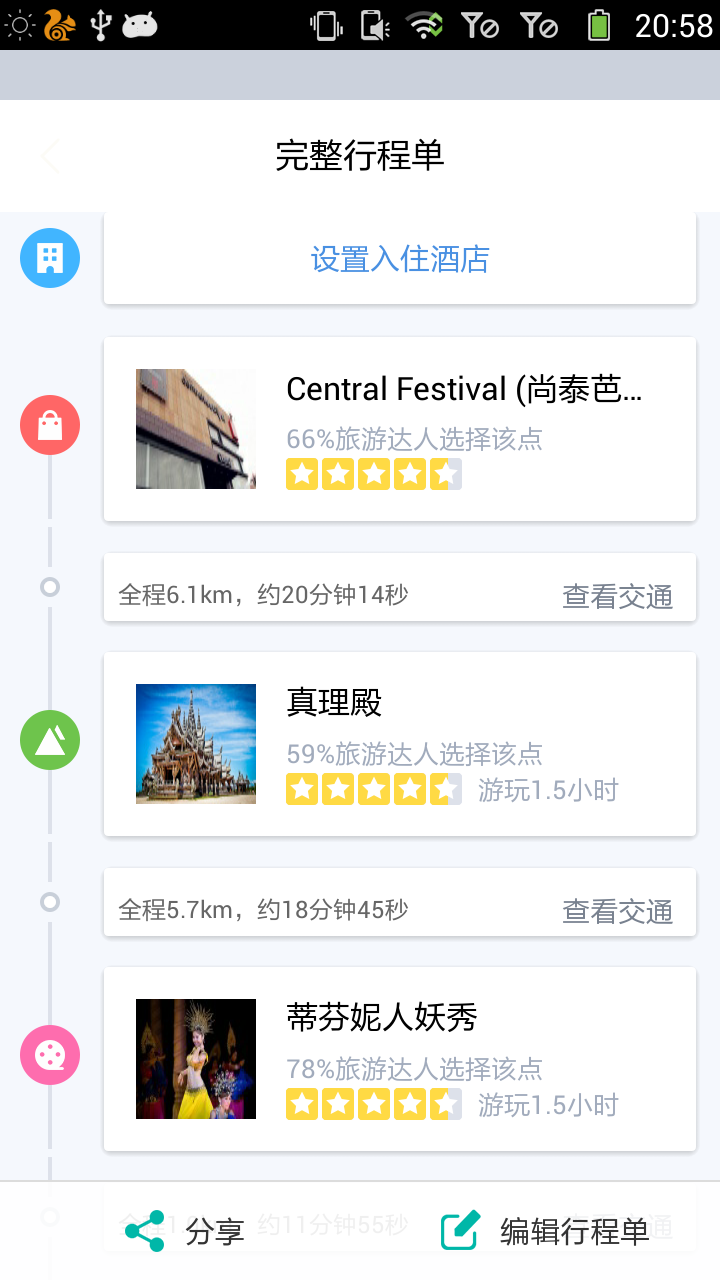 20:58
完整行程单
设置入住酒店
Central Festival (尚泰芭...
66%旅游达人选择该点
全程6.1km，约20分钟14秒
查看交通
真理殿
59%旅游达人选择该点
游玩1.5小时
全程5.7km，约18分钟45秒
查看交通
蒂芬妮人妖秀
78%旅游达人选择该点
游玩1.5小时
约11分钟55秒
分享
编辑行程单